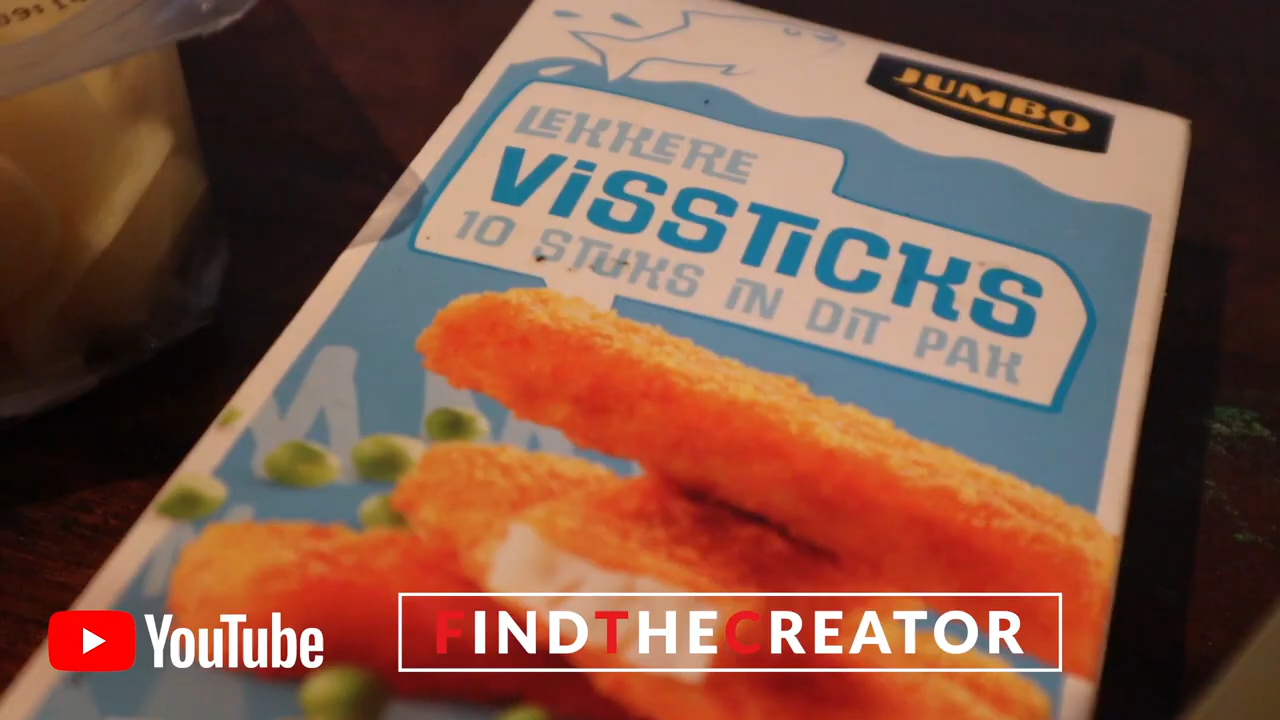 JUMBO
LEKKERE
ViSSTiCKS
10 STUKS iN DiT PAK
YouTube
FINDTHECREATOR